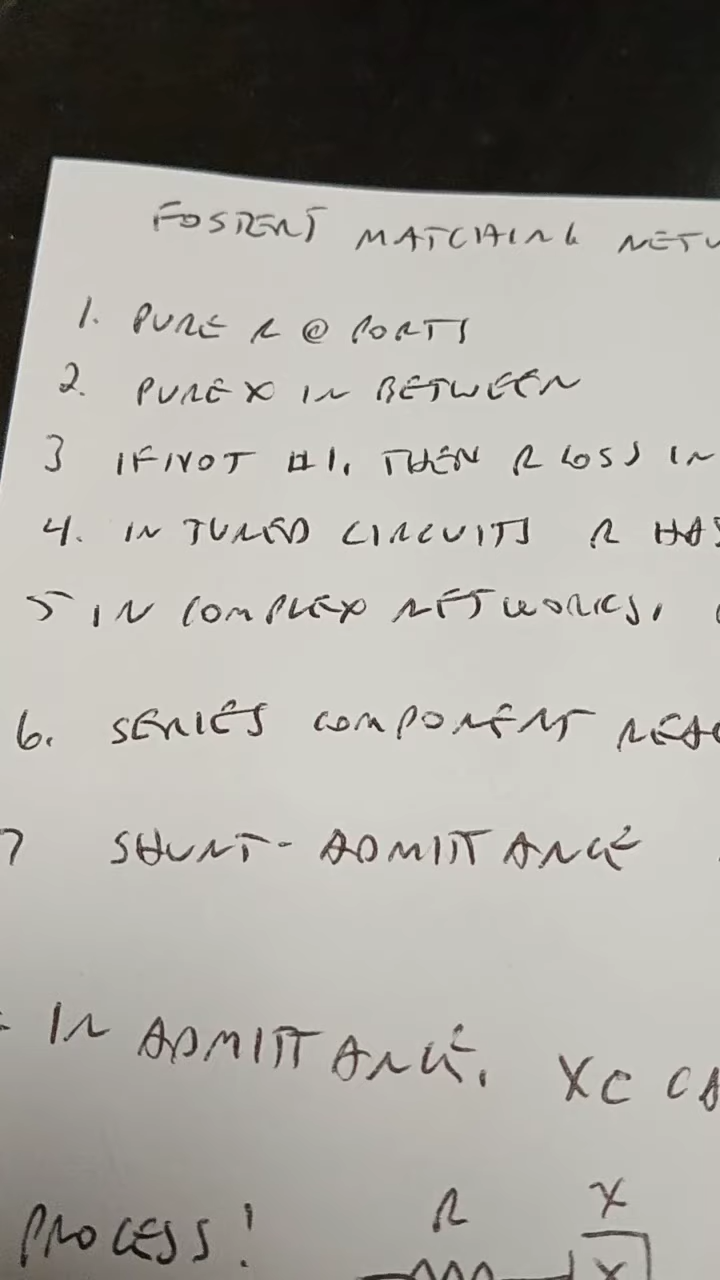 MATCHING NETW
1. PURE R @ PORTS
2. PURE X IN BETWEEN
3 IF NOT #1, THEN R LOSS IN
4. IN TUNED CIRCUITS R HAS
5 IN COMPLEX NETWORKS,
6. SERIES COMPONENT REAC
7 SHUNT- ADMITTANCE
- IN ADMITTANCE, XC CA
PROCESS! R X
X